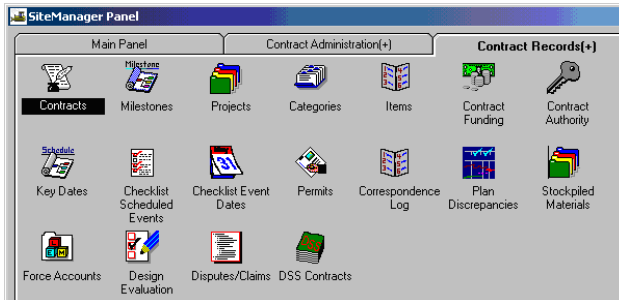 SiteManager Panel
Main Panel
Contract Administration(+)
Contract Records(+)
Milestone
Contracts
Milestones
Projects
Categories
Items
Contract
Funding
Contract
Authority
Schedule
31
Key Dates
Checklist
Scheduled
Events
Checklist Event
Dates
Permits
Correspondence
Log
Plan
Discrepancies
Stockpiled
Materials
Force Accounts
Design
Evaluation
Disputes/Claims
DSS Contracts